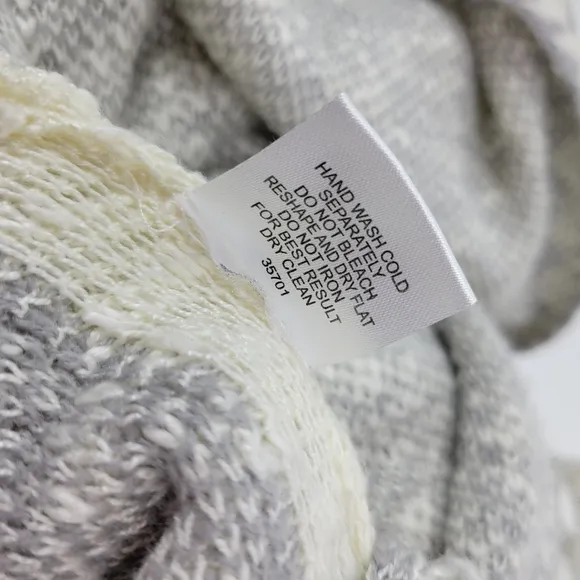 HAND WASH COLD
SEPARATELY
DO NOT BLEACH
RESHAPE AND DRY FLAT
DO NOT IRON
FOR BEST RESULT
DRY CLEAN
35701